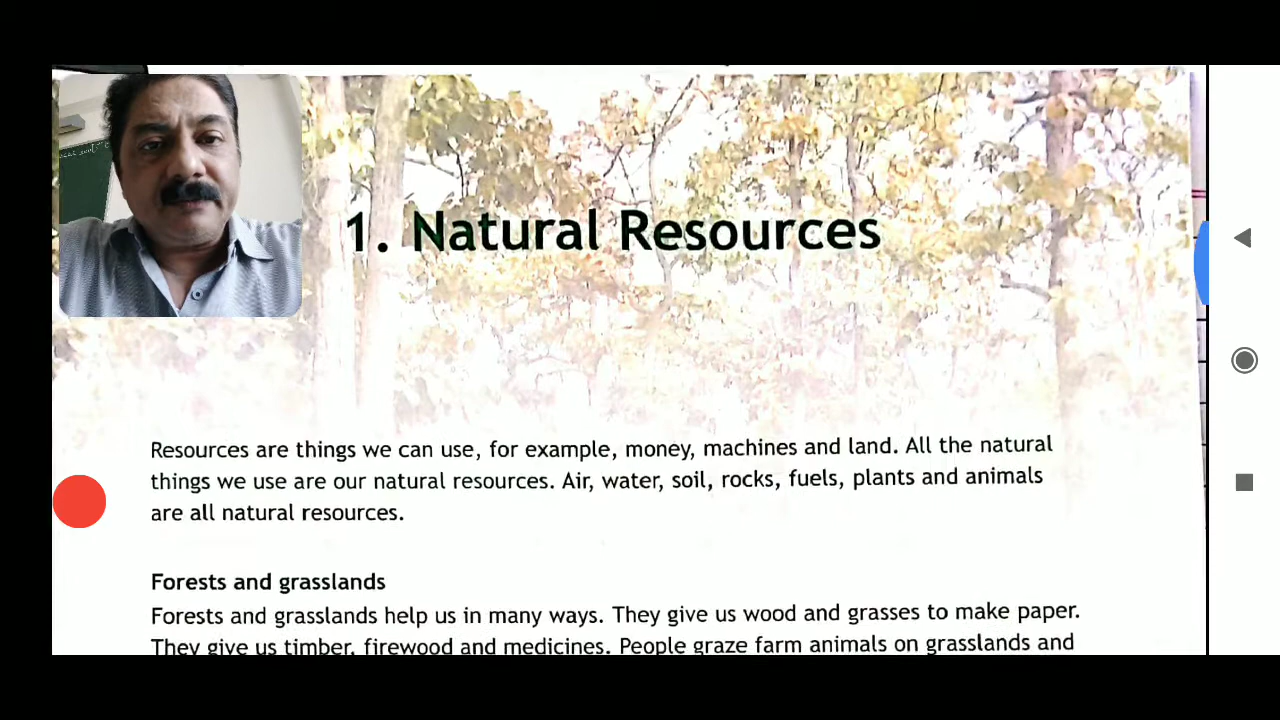 1. Natural Resources
Resources are things we can use, for example, money, machines and land. All the natural
things we use are our natural resources. Air, water, soil, rocks, fuels, plants and animals
are all natural resources.
Forests and grasslands
Forests and grasslands help us in many ways. They give us wood and grasses to make paper.
They give us timber, firewood and medicines. People graze farm animals on grasslands and